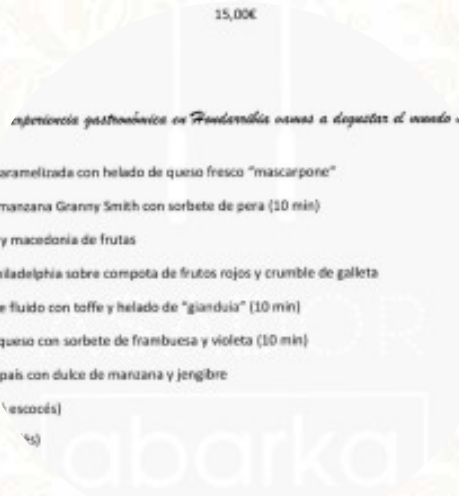 15,00€
experiencia gastronómica en Hondarribia vamos a degustar el mundo
aramelizada con helado de queso fresco "mascarpone"
manzana Granny Smith con sorbete de pera (10 min)
y macedonia de frutas
iladelphia sobre compota de frutos rojos y crumble de galleta
e fluido con toffe y helado de "gianduia" (10 min)
queso con sorbete de frambuesa y violeta (10 min)
país con dulce de manzana y jengibre
escocés)
és)
abarka